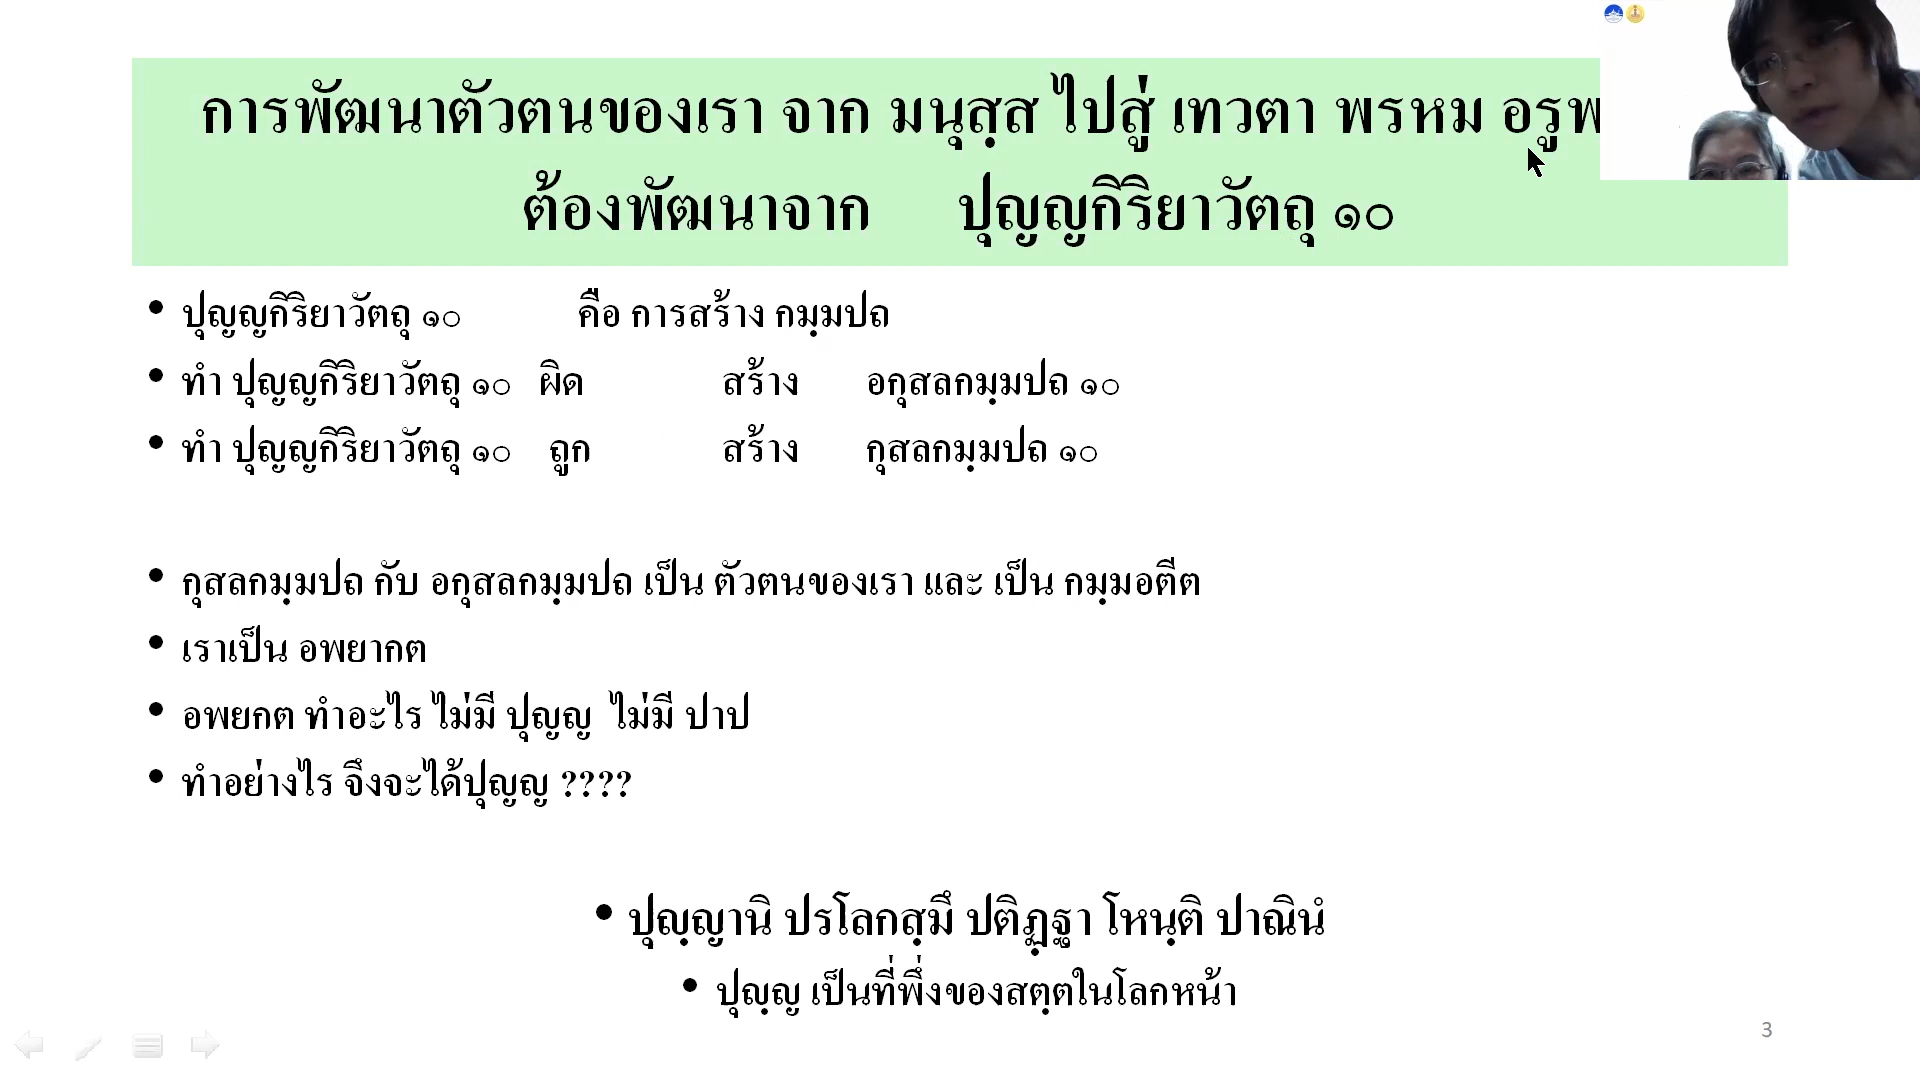 การพัฒนาตัวตนของเรา จาก มนุสฺส ไปสู่ เทวตา พรหม
ต้องพัฒนาจาก ปุญญกิริยาวัตถุ ๑๐
• ปุญญกิริยาวัตถุ ๑๐ คือ การสร้าง กมฺมปถ
• ทำ ปุญญกิริยาวัตถุ ๑๐ ผิด สร้าง อกุสลกมฺมปถ ๑๐
• ทำ ปุญญกิริยาวัตถุ ๑๐ ถูก สร้าง กุสลกมฺมปถ ๑๐
• กุสลกมฺมปถ กับ อกุสลกมฺมปถ เป็น ตัวตนของเรา และ เป็น กมฺมอตีต
• เราเป็น อพยากต
• อพยกต ทำอะไร ไม่มี ปุญญ ไม่มี ปาป
• ทำอย่างไร จึงจะได้ปุญญ ????
• ปุญฺญานิ ปรโลกสฺมึ ปติฏฺฐา โหนฺติ ปาณินํ
• ปุญฺญ เป็นที่พึ่งของสตฺตในโลกหน้า
3